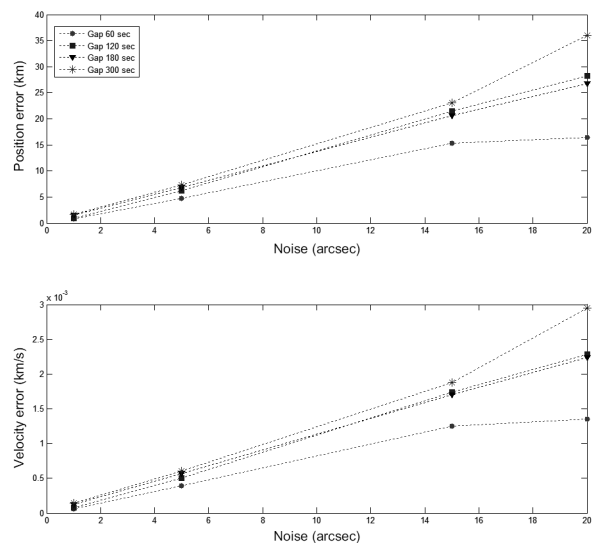 40
35
30
25
20
15
10
5
0
Position error (km)
Gap 60 sec
Gap 120 sec
Gap 180 sec
Gap 300 sec
0 2 4 6 8 10 12 14 16 18 20
Noise (arcsec)
x 10⁻³
3
2.5
2
1.5
1
0.5
0
Velocity error (km/s)
0 2 4 6 8 10 12 14 16 18 20
Noise (arcsec)